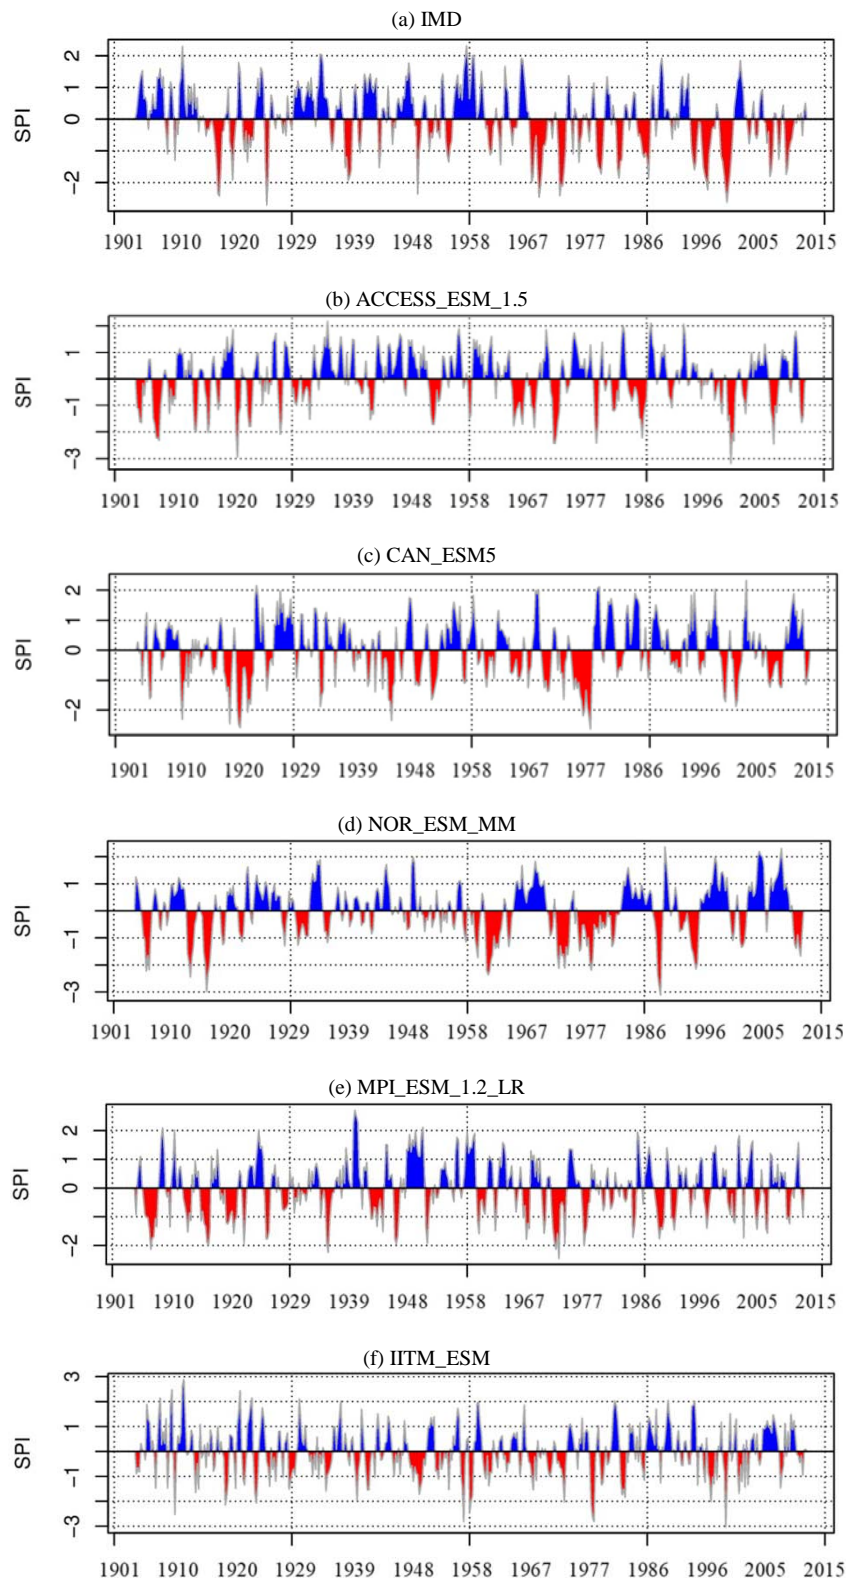 (a) IMD
2
1
0
-2
SPI
1901 1910 1920 1929 1939 1948 1958 1967 1977 1986 1996 2005 2015
(b) ACCESS_ESM_1.5
1
-1
-3
SPI
1901 1910 1920 1929 1939 1948 1958 1967 1977 1986 1996 2005 2015
(c) CAN_ESM5
2
1
0
-2
SPI
1901 1910 1920 1929 1939 1948 1958 1967 1977 1986 1996 2005 2015
(d) NOR_ESM_MM
1
-1
-3
1901 1910 1920 1929 1939 1948 1958 1967 1977 1986 1996 2005 2015
(e) MPI_ESM_1.2_LR
2
1
0
-2
SPI
1901 1910 1920 1929 1939 1948 1958 1967 1977 1986 1996 2005 2015
(f) IITM_ESM
3
1
-1
-3
SPI
1901 1910 1920 1929 1939 1948 1958 1967 1977 1986 1996 2005 2015